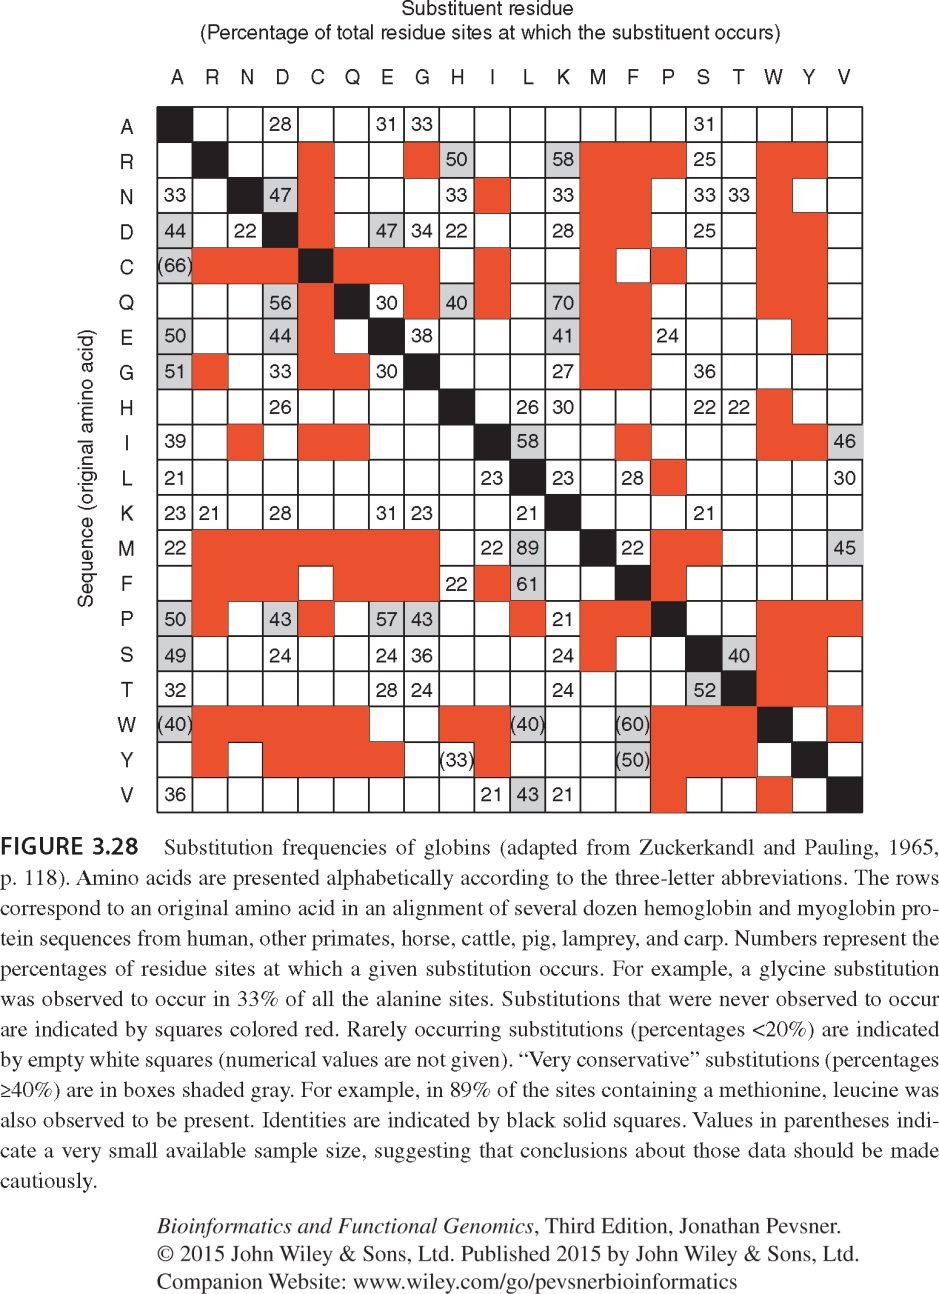 Substituent residue
(Percentage of total residue sites at which the substituent occurs)
A R N D C Q E G H I L K M F P S T W Y V
Sequence (original amino acid)
A 28 31 33 31
R 50 58 25
N 33 47 33 33 33 33
D 44 22 47 34 22 28 25
C (66)
Q 56 30 40 70
E 50 44 38 41 24
G 51 33 30 27 36
H 26 26 30 22 22
I 39 58 46
L 21 23 23 28 30
K 23 21 28 31 23 21 21
M 22 22 89 22 45
F 22 61
P 50 43 57 43 21
S 49 24 24 36 24 40
T 32 28 24 24 52
W (40) (40) (60)
Y (33) (50)
V 36 21 43 21
FIGURE 3.28 Substitution frequencies of globins (adapted from Zuckerkandl and Pauling, 1965,
p. 118). Amino acids are presented alphabetically according to the three-letter abbreviations. The rows
correspond to an original amino acid in an alignment of several dozen hemoglobin and myoglobin pro-
tein sequences from human, other primates, horse, cattle, pig, lamprey, and carp. Numbers represent the
percentages of residue sites at which a given substitution occurs. For example, a glycine substitution
was observed to occur in 33% of all the alanine sites. Substitutions that were never observed to occur
are indicated by squares colored red. Rarely occurring substitutions (percentages <20%) are indicated
by empty white squares (numerical values are not given). “Very conservative” substitutions (percentages
≥40%) are in boxes shaded gray. For example, in 89% of the sites containing a methionine, leucine was
also observed to be present. Identities are indicated by black solid squares. Values in parentheses indi-
cate a very small available sample size, suggesting that conclusions about those data should be made
cautiously.
Bioinformatics and Functional Genomics, Third Edition, Jonathan Pevsner.
© 2015 John Wiley & Sons, Ltd. Published 2015 by John Wiley & Sons, Ltd.
Companion Website: www.wiley.com/go/pevsnerbioinformatics